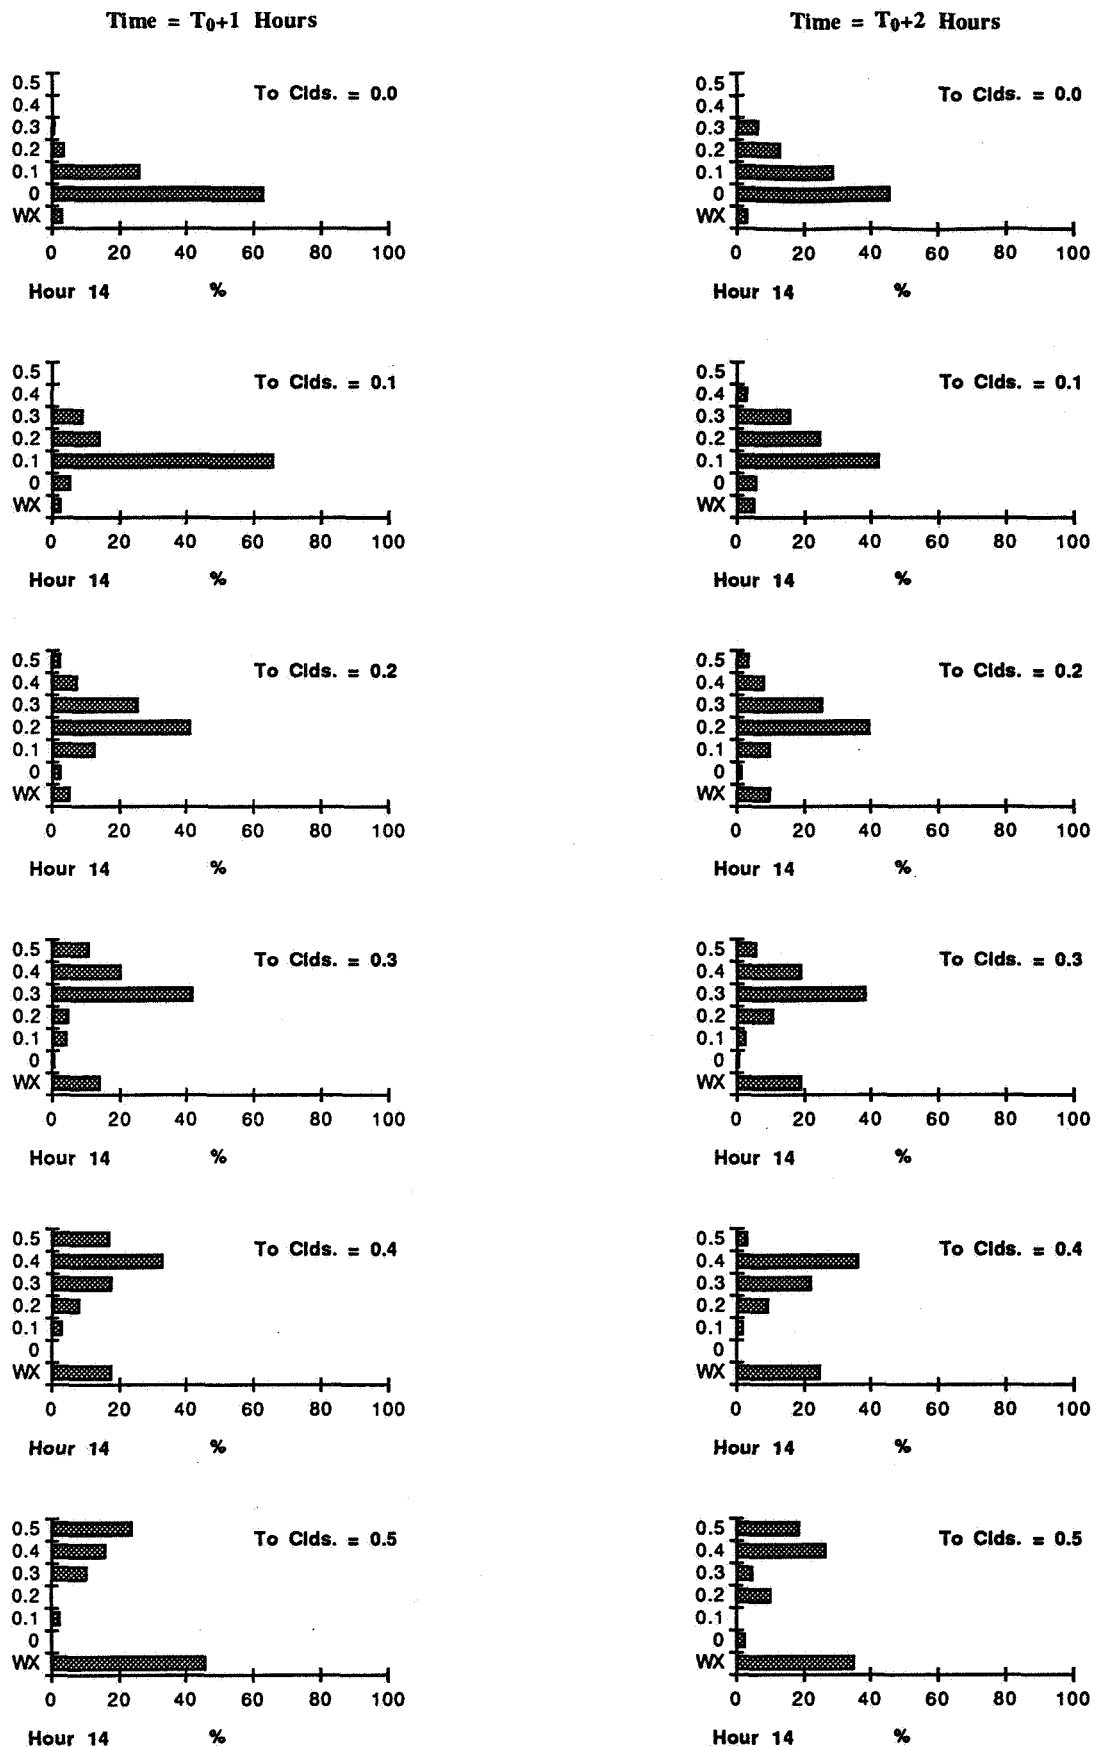 Time = T0+1 Hours
Time = T0+2 Hours
To Clds. = 0.0
0.5
0.4
0.3
0.2
0.1
0
WX
0 20 40 60 80 100
Hour 14 %
To Clds. = 0.0
0.5
0.4
0.3
0.2
0.1
0
WX
0 20 40 60 80 100
Hour 14 %
To Clds. = 0.1
0.5
0.4
0.3
0.2
0.1
0
WX
0 20 40 60 80 100
Hour 14 %
To Clds. = 0.1
0.5
0.4
0.3
0.2
0.1
0
WX
0 20 40 60 80 100
Hour 14 %
To Clds. = 0.2
0.5
0.4
0.3
0.2
0.1
0
WX
0 20 40 60 80 100
Hour 14 %
To Clds. = 0.2
0.5
0.4
0.3
0.2
0.1
0
WX
0 20 40 60 80 100
Hour 14 %
To Clds. = 0.3
0.5
0.4
0.3
0.2
0.1
0
WX
0 20 40 60 80 100
Hour 14 %
To Clds. = 0.3
0.5
0.4
0.3
0.2
0.1
0
WX
0 20 40 60 80 100
Hour 14 %
To Clds. = 0.4
0.5
0.4
0.3
0.2
0.1
0
WX
0 20 40 60 80 100
Hour 14 %
To Clds. = 0.4
0.5
0.4
0.3
0.2
0.1
0
WX
0 20 40 60 80 100
Hour 14 %
To Clds. = 0.5
0.5
0.4
0.3
0.2
0.1
0
WX
0 20 40 60 80 100
Hour 14 %
To Clds. = 0.5
0.5
0.4
0.3
0.2
0.1
0
WX
0 20 40 60 80 100
Hour 14 %